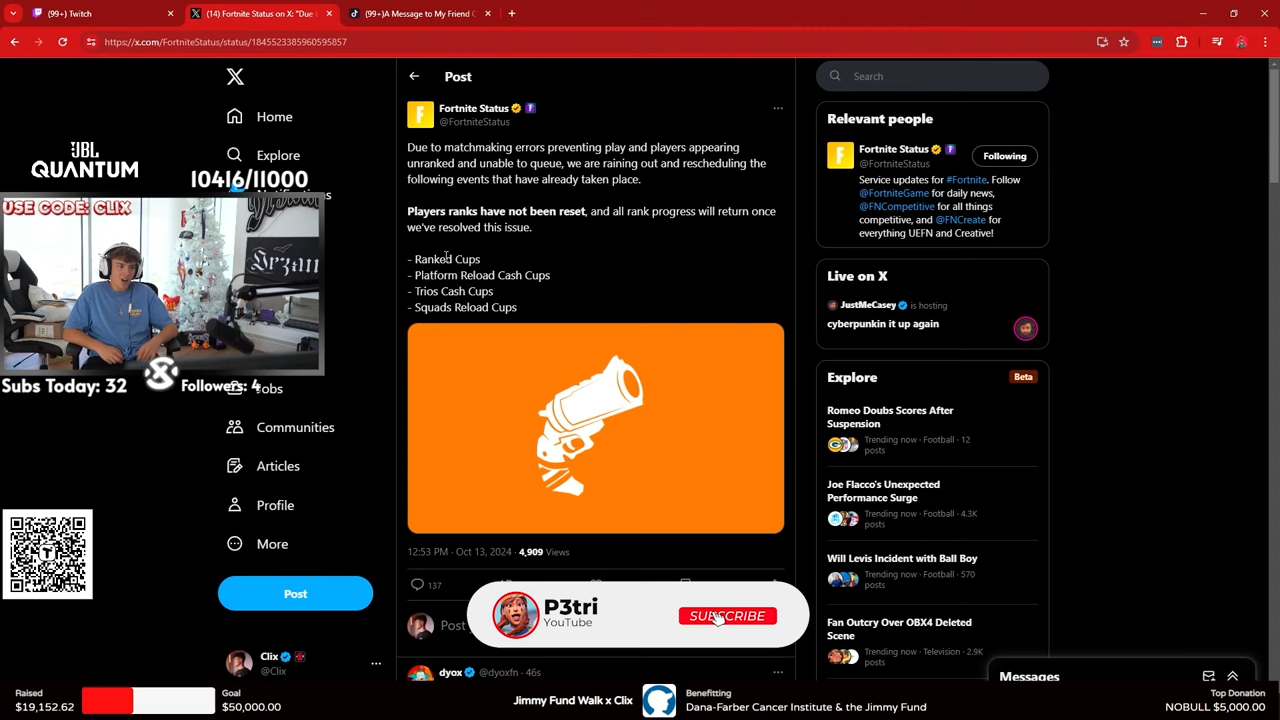 (99+) Twitch
(14) Fortnite Status on X: "Due t
(99+)A Message to My Friend C
https://x.com/FortniteStatus/status/1845523385960595857
Post
Search
Fortnite Status
@FortniteStatus
Due to matchmaking errors preventing play and players appearing
unranked and unable to queue, we are raining out and rescheduling the
following events that have already taken place.
Players ranks have not been reset, and all rank progress will return once
we've resolved this issue.
- Ranked Cups
- Platform Reload Cash Cups
- Trios Cash Cups
- Squads Reload Cups
12:53 PM · Oct 13, 2024 · 4,909 Views
137
Post
dyox @dyoxfn · 46s
Home
Explore
Notifications
Jobs
Communities
Articles
Profile
More
Post
Clix
@Clix
JBL
QUANTUM
10416/11000
USE CODE: CLIX
Subs Today: 32
Followers: 4
Relevant people
Fortnite Status
@FortniteStatus
Following
Service updates for #Fortnite. Follow
@FortniteGame for daily news,
@FNCompetitive for all things
competitive, and @FNCreate for
everything UEFN and Creative!
Live on X
JustMeCasey is hosting
cyberpunkin it up again
Explore
Beta
Romeo Doubs Scores After
Suspension
Trending now · Football · 12
posts
Joe Flacco's Unexpected
Performance Surge
Trending now · Football · 4.3K
posts
Will Levis Incident with Ball Boy
Trending now · Football · 570
posts
Fan Outcry Over OBX4 Deleted
Scene
Trending now · Television · 2.9K
posts
Messages
P3tri
YouTube
SUBSCRIBE
Raised
$19,152.62
Goal
$50,000.00
Jimmy Fund Walk x Clix
Benefitting
Dana-Farber Cancer Institute & the Jimmy Fund
Top Donation
NOBULL $5,000.00